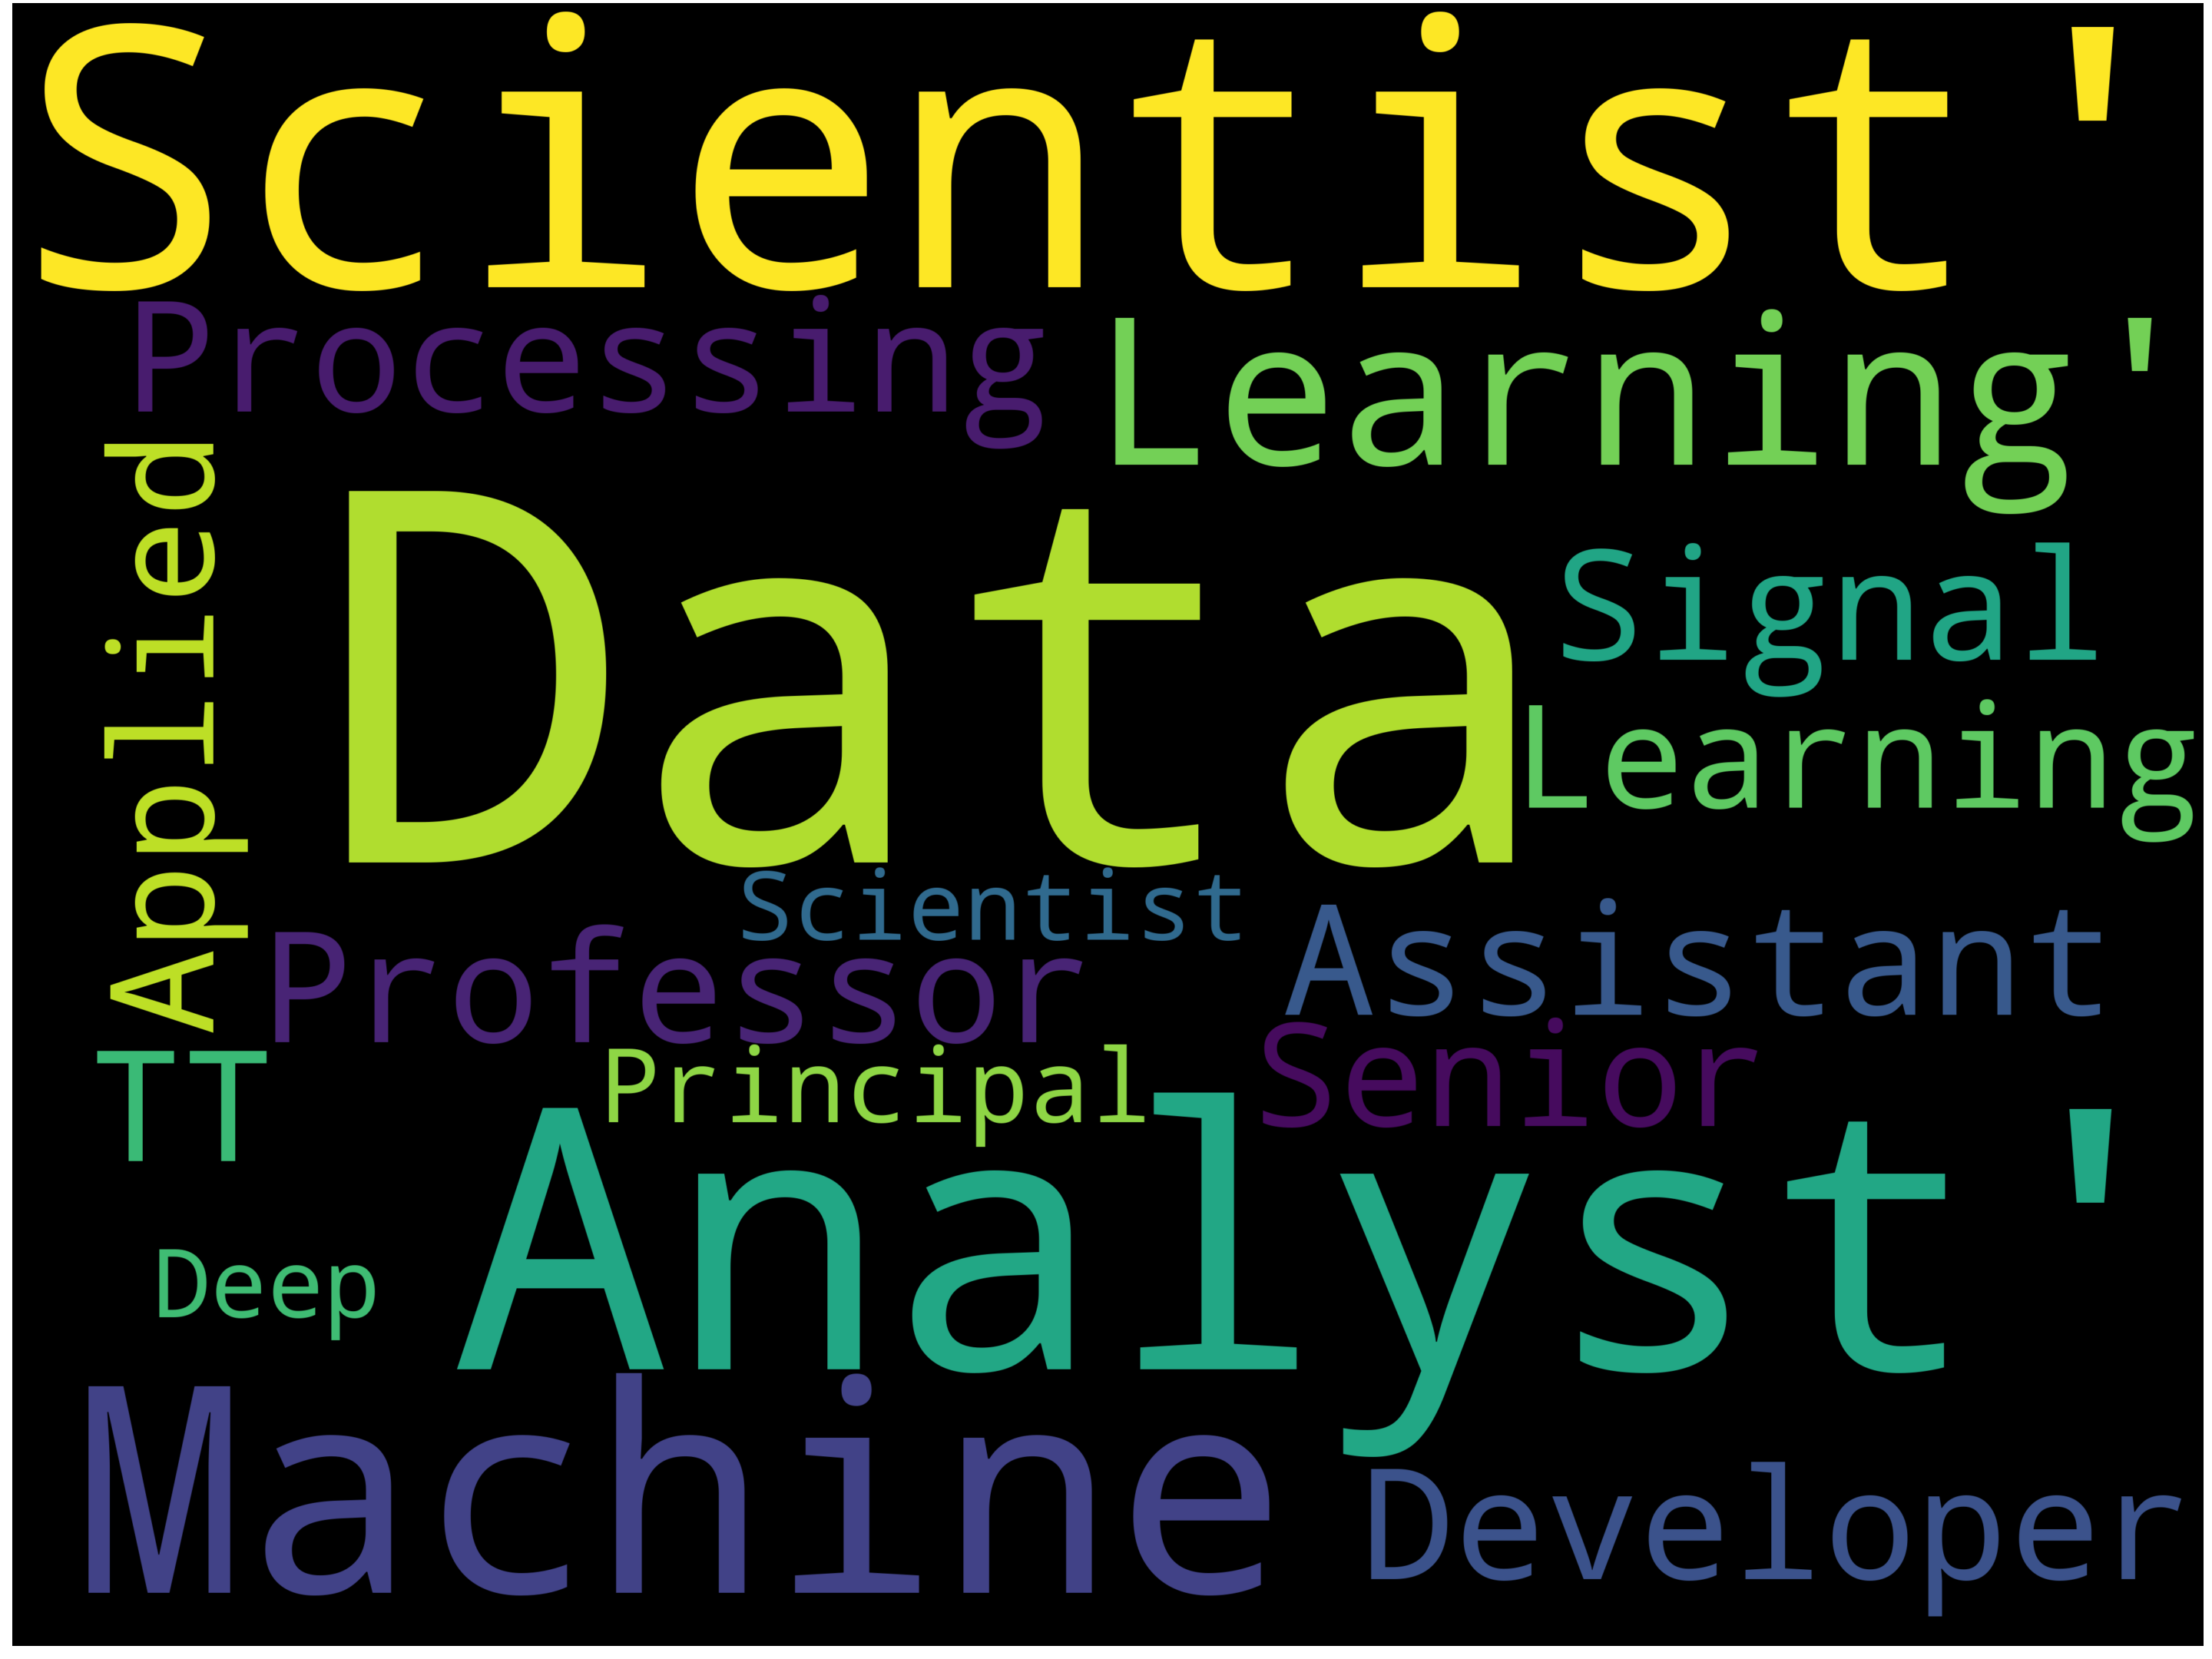 Scientist'
Processing
Learning'
Applied
Data
Signal
Learning
Scientist
Professor
Assistant
TT
Principal
Senior
Analyst'
Deep
Machine
Developer